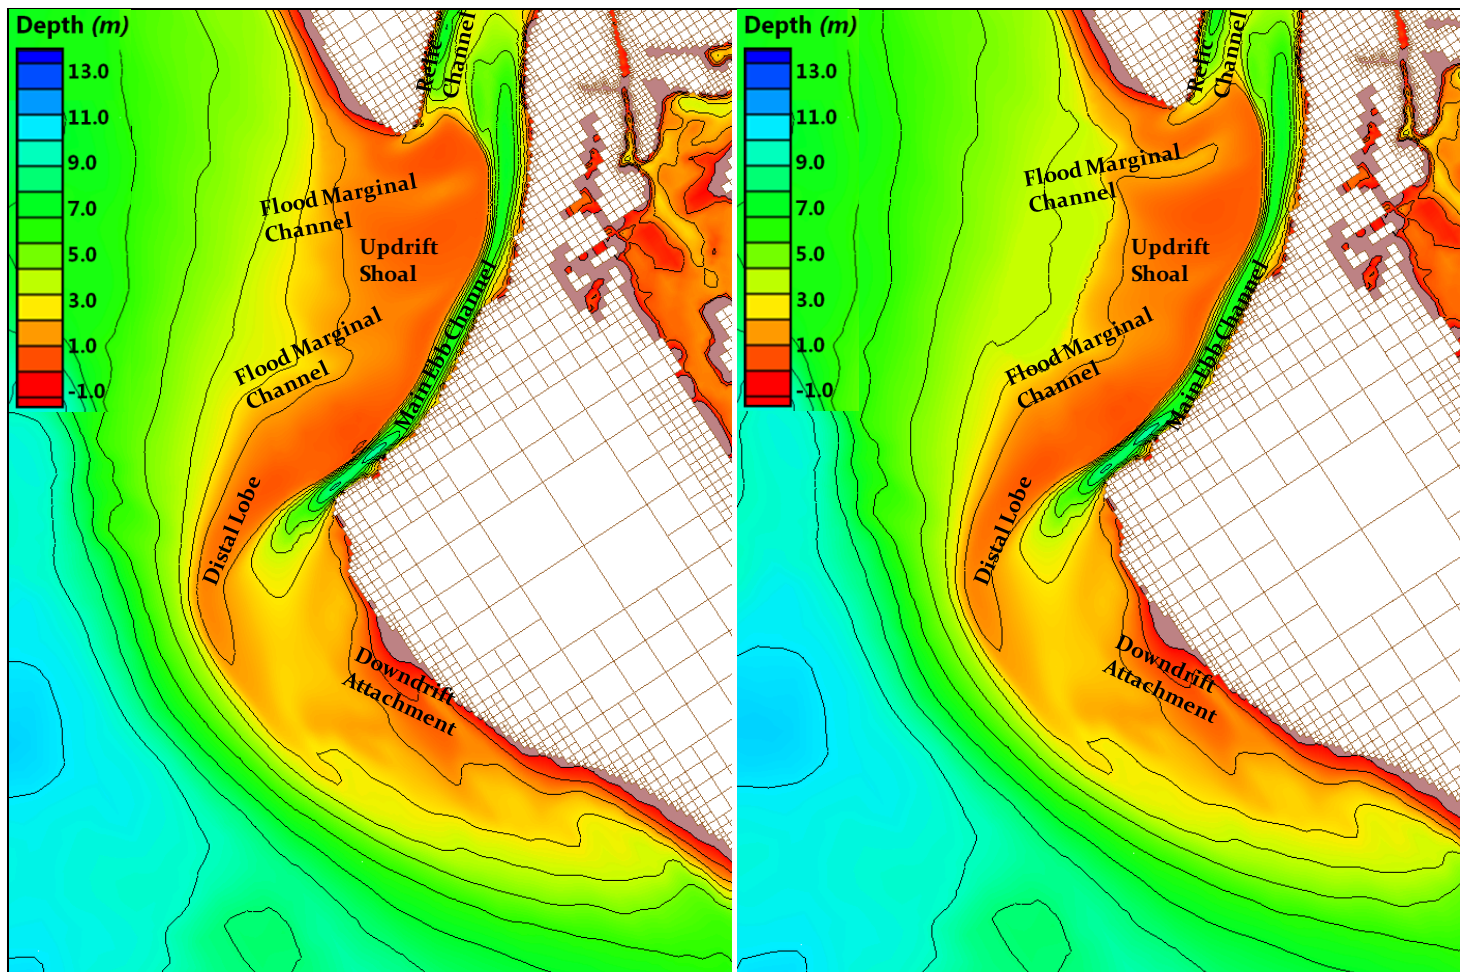 Depth (m)
13.0
11.0
9.0
7.0
5.0
3.0
1.0
-1.0
Relic
Channel
Flood Marginal
Channel
Updrift
Shoal
Flood Marginal
Channel
Main Ebb Channel
Distal Lobe
Downdrift
Attachment
Depth (m)
13.0
11.0
9.0
7.0
5.0
3.0
1.0
-1.0
Relic
Channel
Flood Marginal
Channel
Updrift
Shoal
Flood Marginal
Channel
Main Ebb Channel
Distal Lobe
Downdrift
Attachment